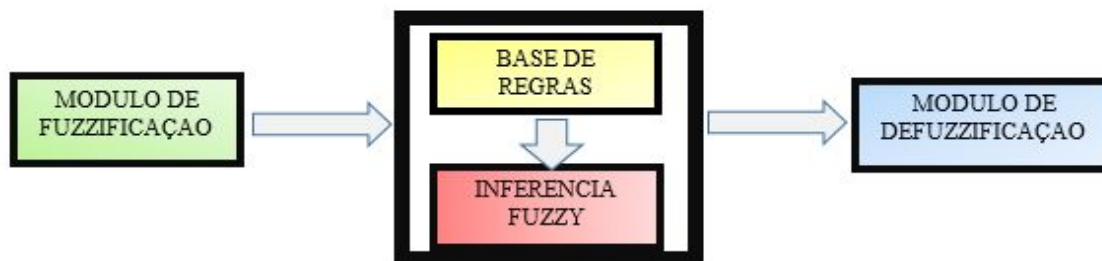 MODULO DE
FUZZIFICAÇAO
BASE DE
REGRAS
INFERENCIA
FUZZY
MODULO DE
DEFUZZIFICAÇAO